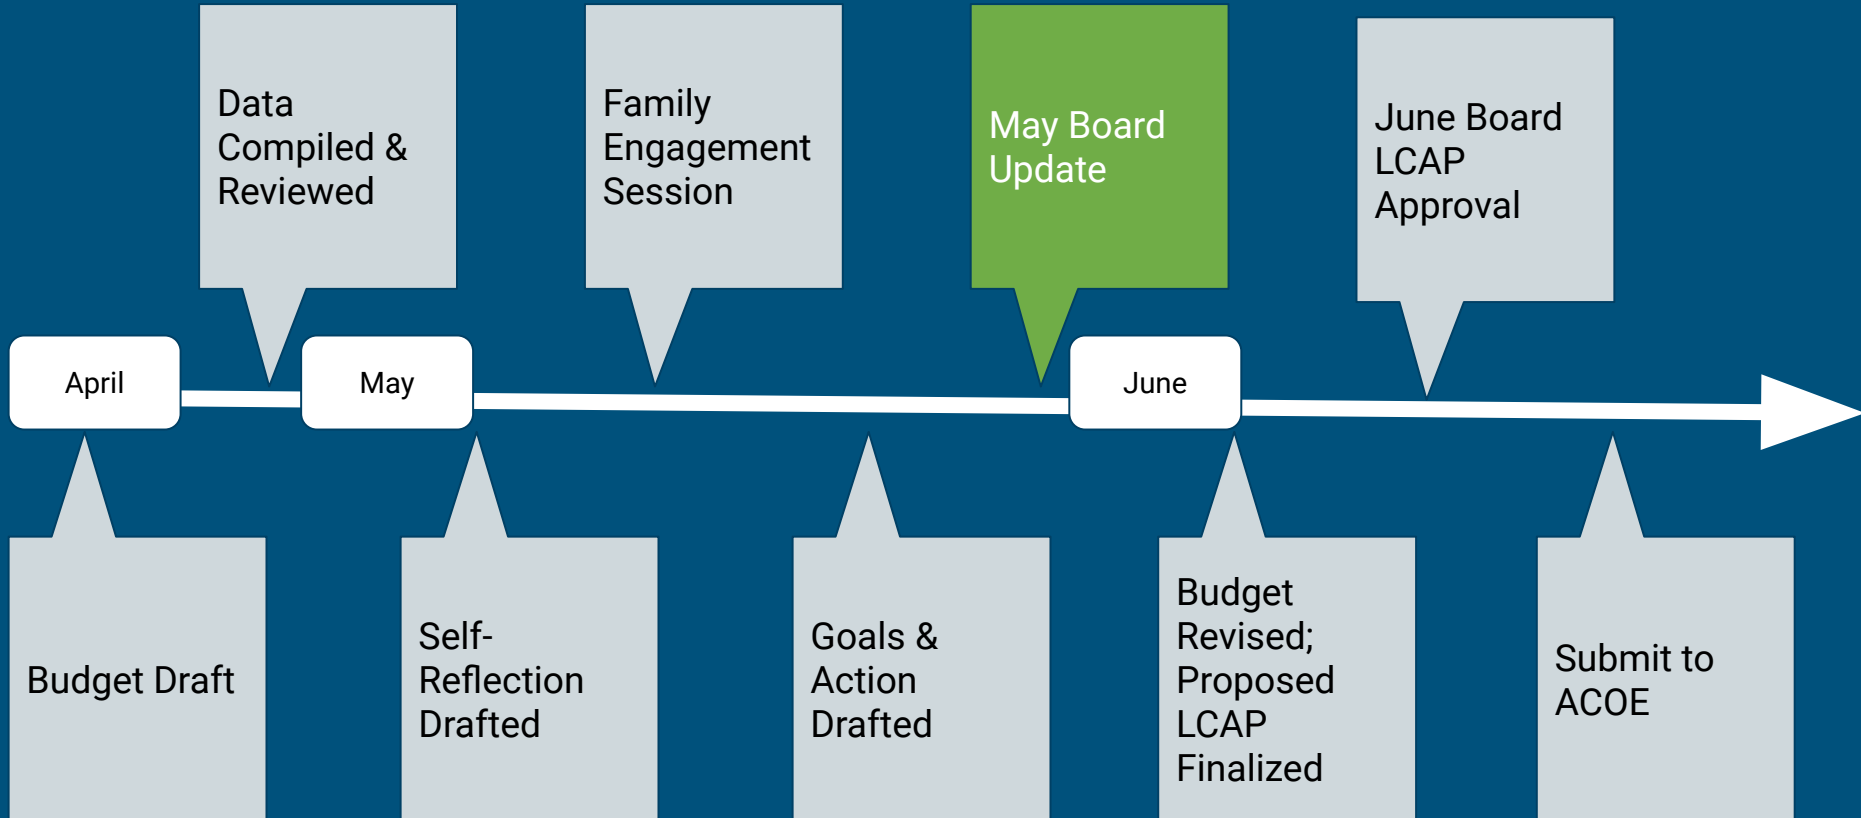 Data
Compiled &
Reviewed
Family
Engagement
Session
May Board
Update
June Board
LCAP
Approval
April
May
June
Budget Draft
Self-
Reflection
Drafted
Goals &
Action
Drafted
Budget
Revised;
Proposed
LCAP
Finalized
Submit to
ACOE